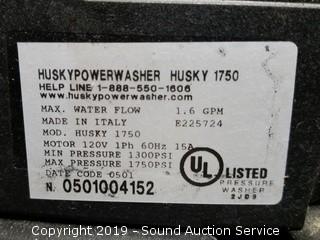 HUSKYPOWERWASHER HUSKY 1750
HELP LINE 1-888-550-1606
www.huskypowerwasher.com
MAX. WATER FLOW 1.6 GPM
MADE IN ITALY E225724
MOD. HUSKY 1750
MOTOR 120V 1Ph 60Hz 15A
MIN PRESSURE 1300PSI
MAX PRESSURE 1750PSI
DATE CODE 0501
N. 0501004152
UL LISTED
PRESSURE
WASHER
2JD9
Copyright 2019 - Sound Auction Service